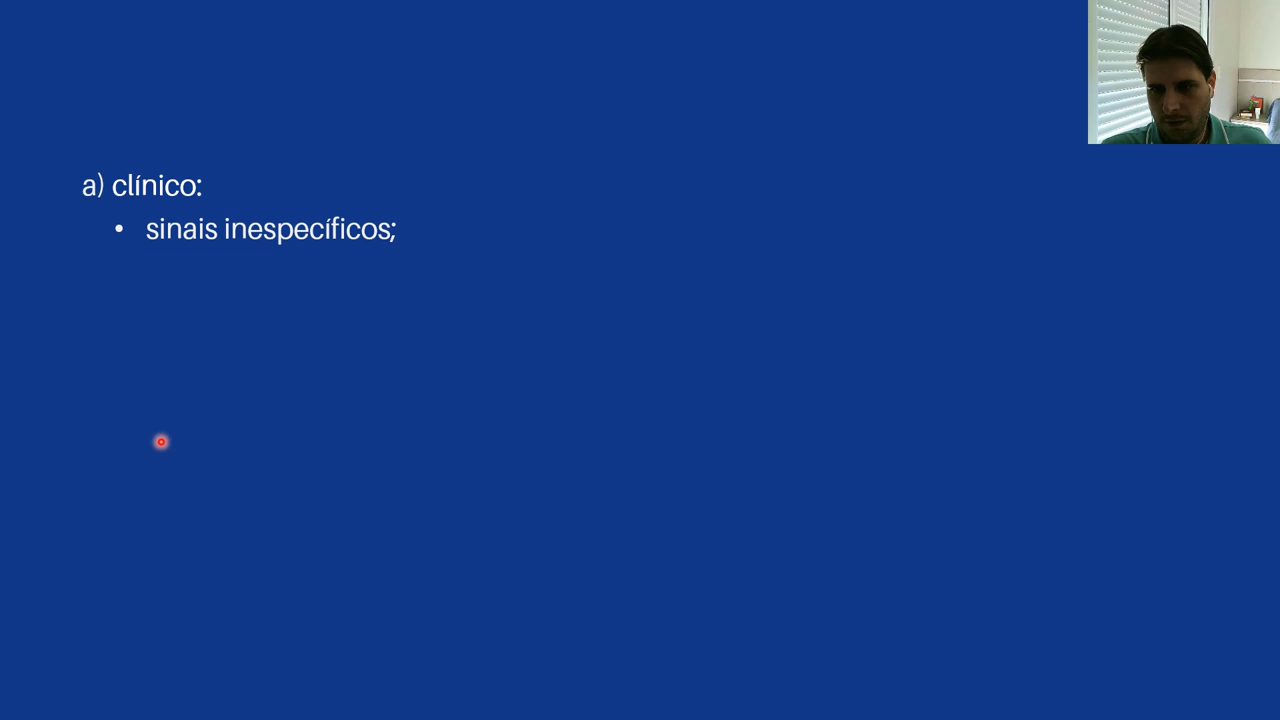 a) clínico:
• sinais inespecíficos;